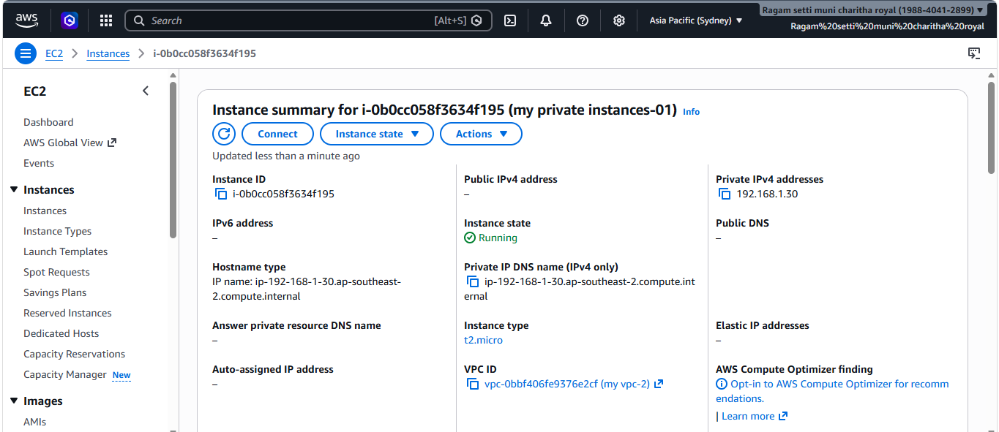 aws
Search
[Alt+S]
Asia Pacific (Sydney)
Ragam setti muni charitha royal (1988-4041-2899)
Ragam%20setti%20muni%20charitha%20royal
EC2
Instances
i-0b0cc058f3634f195
EC2
Dashboard
AWS Global View
Events
Instances
Instances
Instance Types
Launch Templates
Spot Requests
Savings Plans
Reserved Instances
Dedicated Hosts
Capacity Reservations
Capacity Manager New
Images
AMIs
Instance summary for i-0b0cc058f3634f195 (my private instances-01) Info
Connect
Instance state
Actions
Updated less than a minute ago
Instance ID
i-0b0cc058f3634f195
Public IPv4 address
–
Private IPv4 addresses
192.168.1.30
IPv6 address
–
Instance state
Running
Public DNS
–
Hostname type
IP name: ip-192-168-1-30.ap-southeast-
2.compute.internal
Private IP DNS name (IPv4 only)
ip-192-168-1-30.ap-southeast-2.compute.int
ernal
Answer private resource DNS name
–
Instance type
t2.micro
Elastic IP addresses
–
Auto-assigned IP address
–
VPC ID
vpc-0bbf406fe9376e2cf (my vpc-2)
AWS Compute Optimizer finding
Opt-in to AWS Compute Optimizer for recomm
endations.
| Learn more